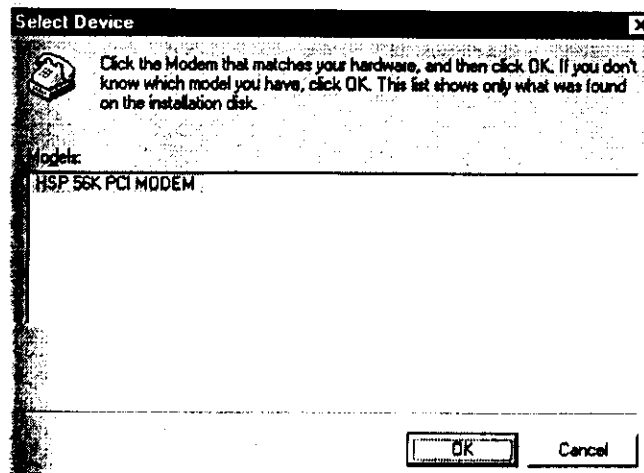 Select Device
Click the Modem that matches your hardware, and then click OK. If you don't
know which model you have, click OK. This list shows only what was found
on the installation disk.
Models:
HSP 56K PCI MODEM
OK
Cancel